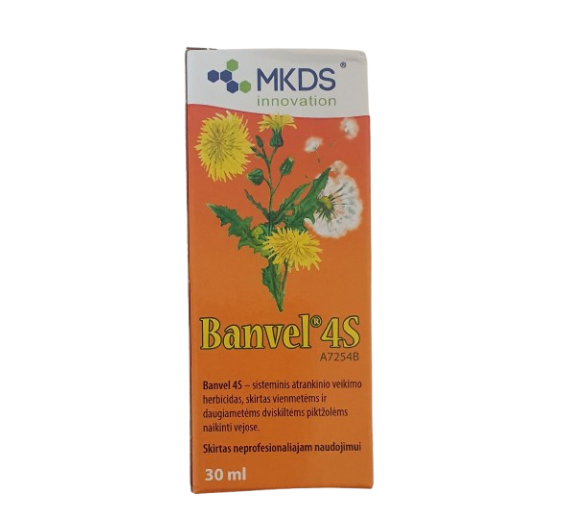 MKDS®
innovation
Banvel® 4S
A7254B
Banvel 4S – sisteminis atrankinio veikimo
herbicidas, skirtas vienmetėms ir
daugiametėms dviskiltėms piktžolėms
naikinti vejose.
Skirtas neprofesionaliajam naudojimui
30 ml